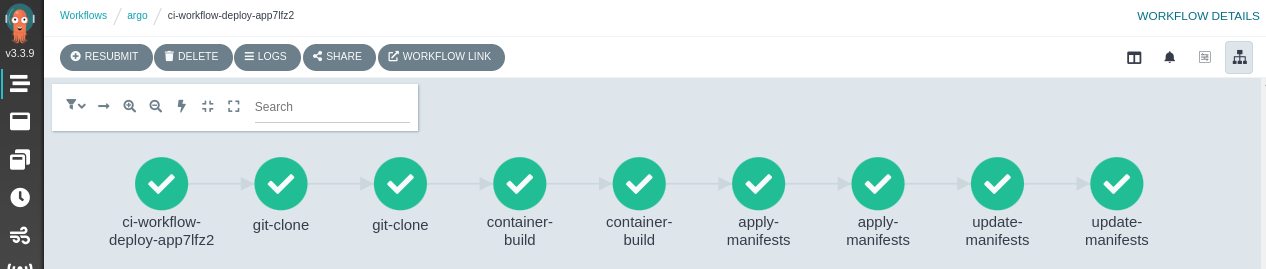 Workflows / argo / ci-workflow-deploy-app7lfz2
WORKFLOW DETAILS
v3.3.9
RESUBMIT DELETE LOGS SHARE WORKFLOW LINK
Search
ci-workflow-
deploy-app7lfz2
git-clone
git-clone
container-
build
container-
build
apply-
manifests
apply-
manifests
update-
manifests
update-
manifests